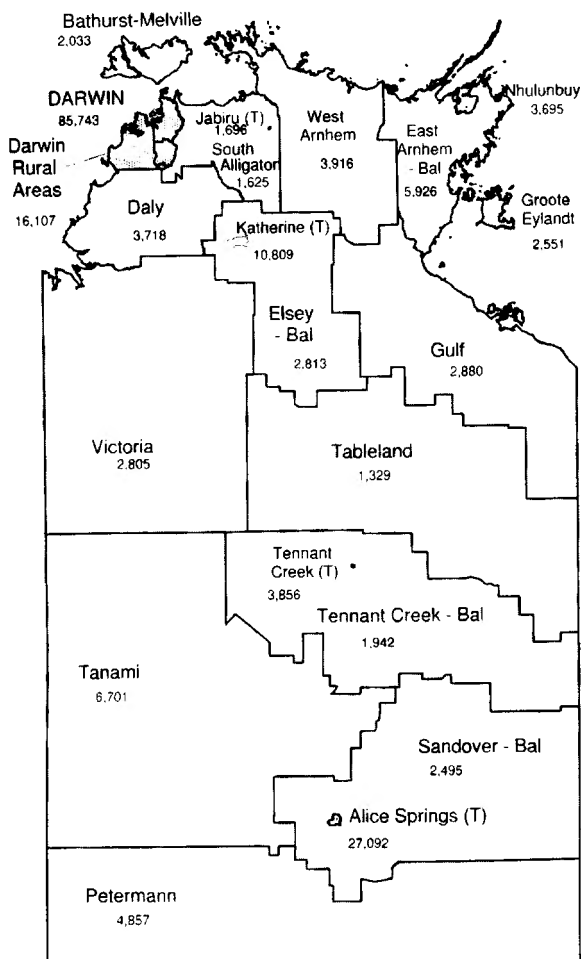 Bathurst-Melville
2.033
DARWIN
85,743
Darwin
Rural
Areas
16,107
Jabiru (T)
1,696
South
Alligator
1,625
West
Arnhem
3.916
East
Arnhem
- Bal
5.926
Nhulunbuy
3.695
Groote
Eylandt
2.551
Daly
3,718
Katherine (T)
10.809
Elsey
- Bal
2.813
Gulf
2,880
Victoria
2.805
Tableland
1,329
Tennant
Creek (T)
3,856
Tennant Creek - Bal
1,942
Tanami
6,701
Sandover - Bal
2,495
Alice Springs (T)
27,092
Petermann
4,857